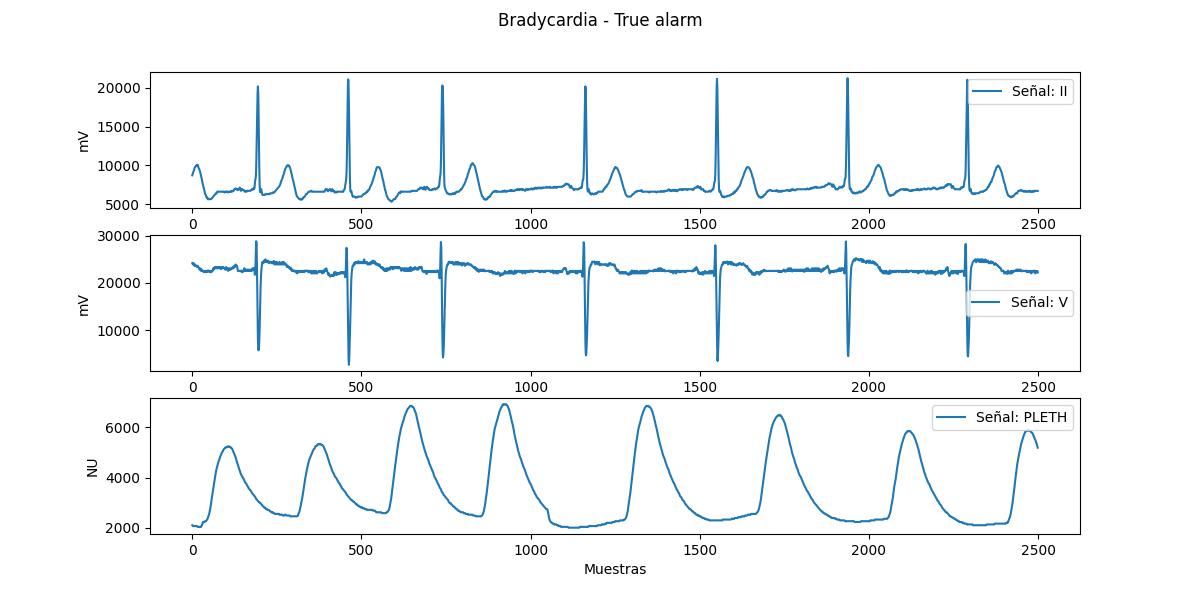 Bradycardia - True alarm
20000
15000
10000
5000
mV
Señal: II
0 500 1000 1500 2000 2500
30000
20000
10000
mV
Señal: V
0 500 1000 1500 2000 2500
6000
4000
2000
NU
Señal: PLETH
0 500 1000 1500 2000 2500
Muestras